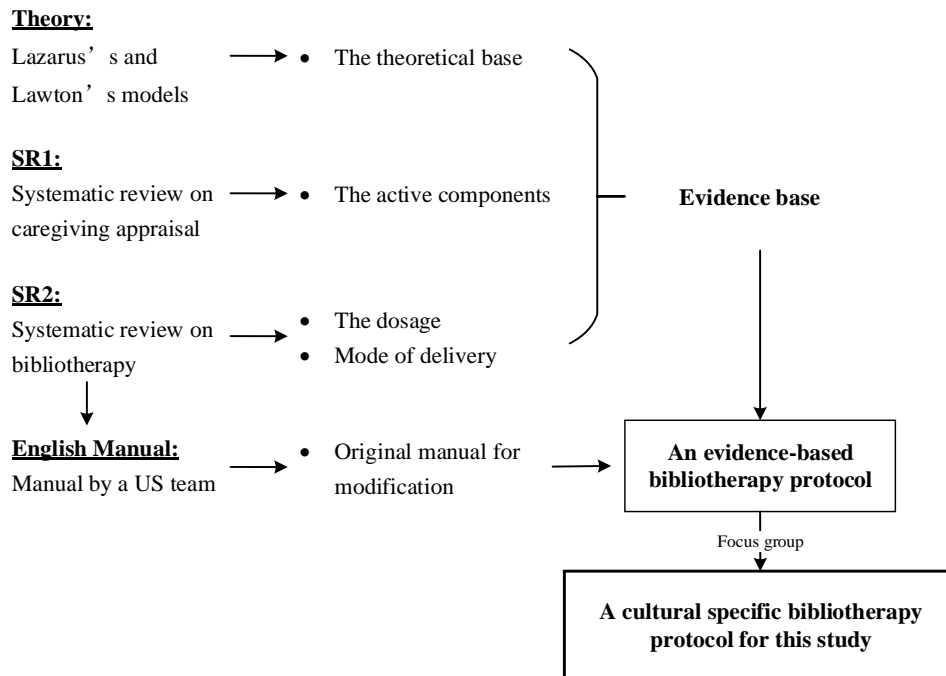 Theory:
Lazarus’s and
Lawton’s models
• The theoretical base
SR1:
Systematic review on
caregiving appraisal
• The active components
Evidence base
SR2:
Systematic review on
bibliotherapy
• The dosage
• Mode of delivery
English Manual:
Manual by a US team
• Original manual for
modification
An evidence-based
bibliotherapy protocol
Focus group
A cultural specific bibliotherapy
protocol for this study